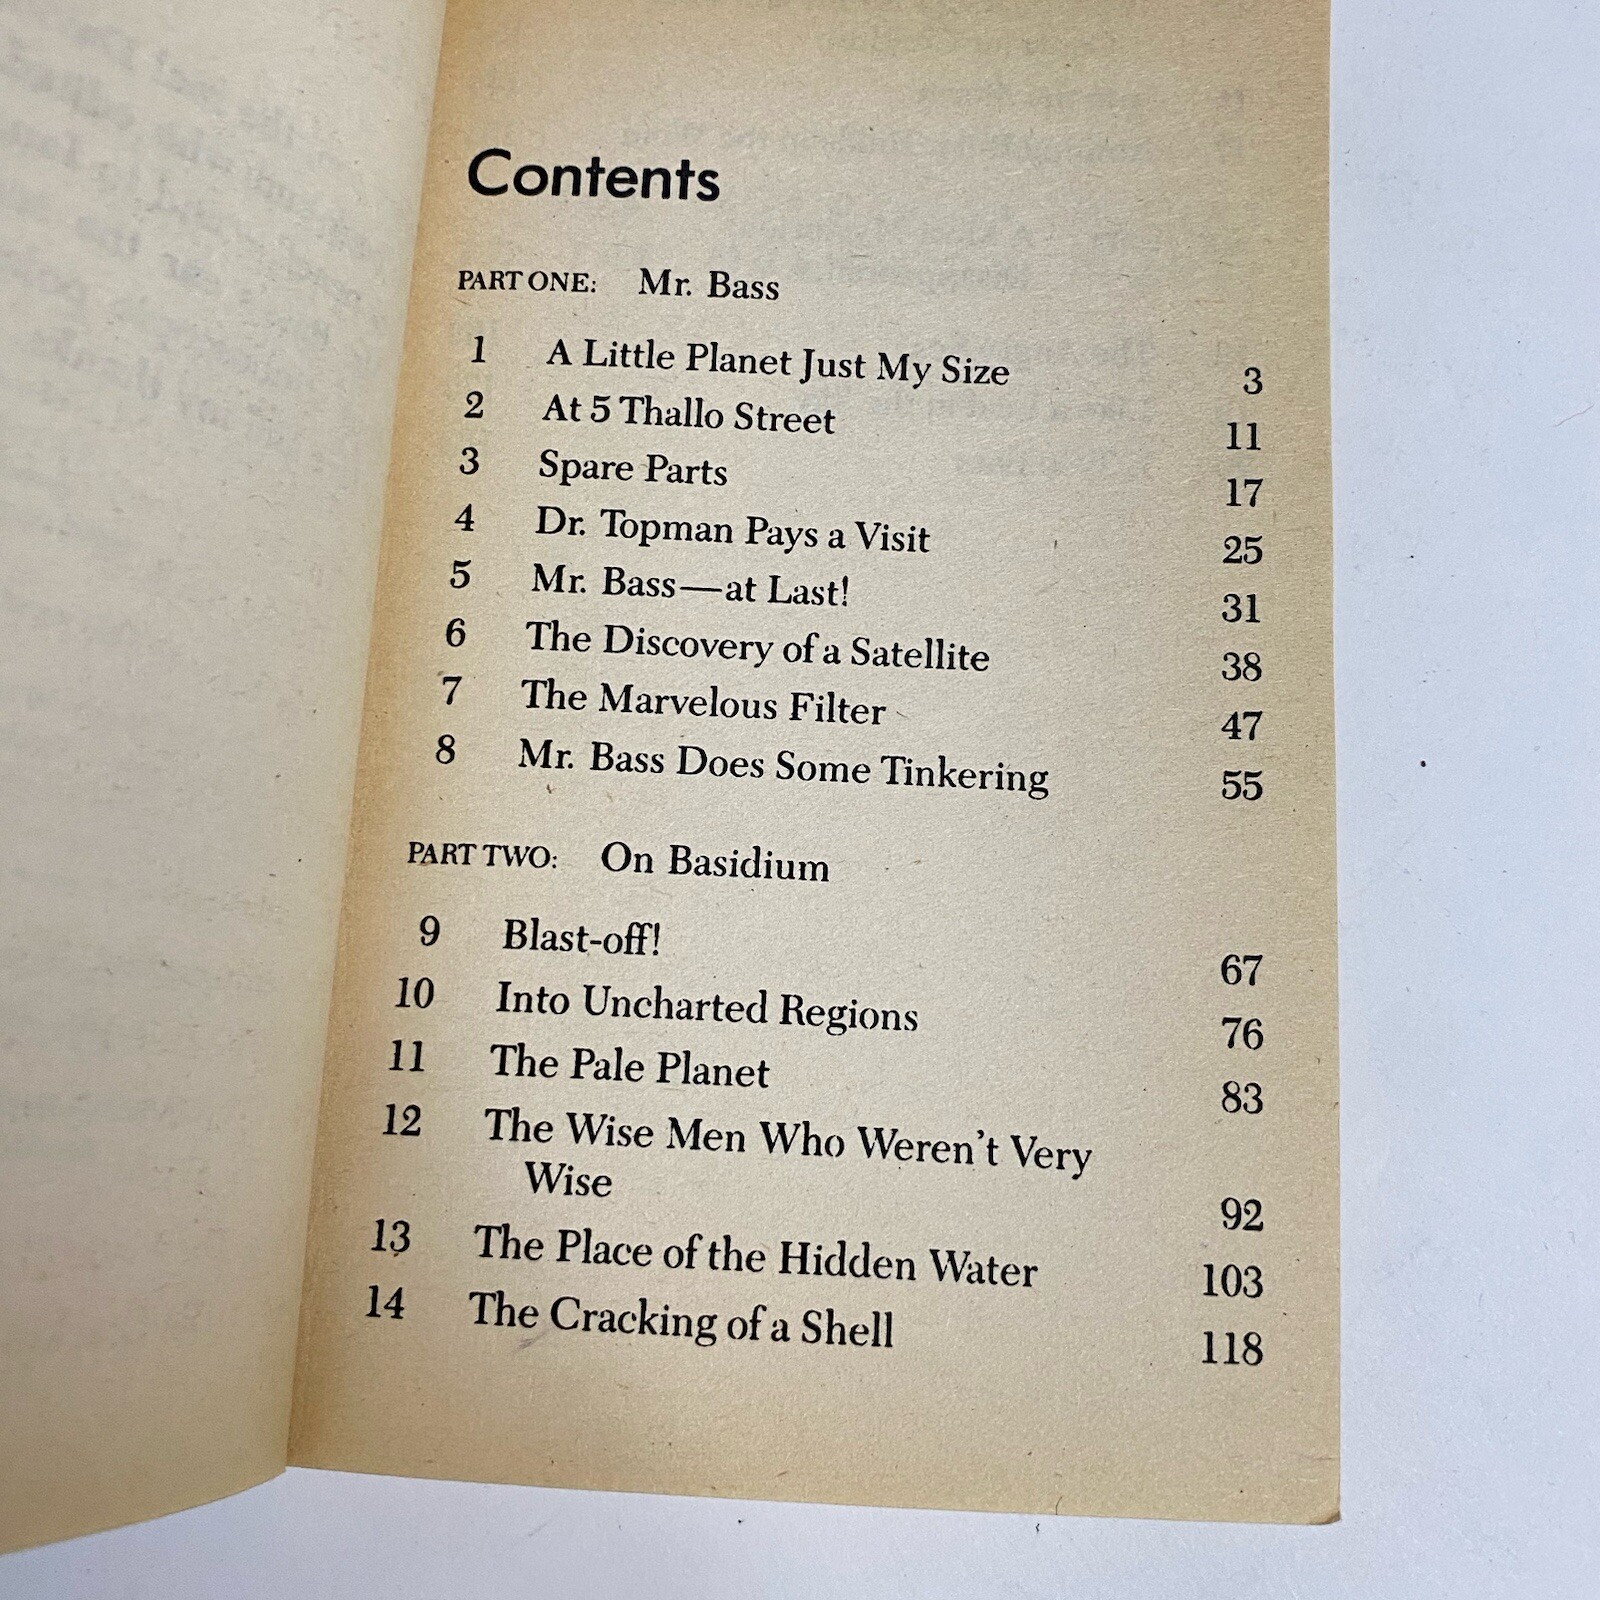 Contents
PART ONE: Mr. Bass
1 A Little Planet Just My Size 3
2 At 5 Thallo Street 11
3 Spare Parts 17
4 Dr. Topman Pays a Visit 25
5 Mr. Bass—at Last! 31
6 The Discovery of a Satellite 38
7 The Marvelous Filter 47
8 Mr. Bass Does Some Tinkering 55
PART TWO: On Basidium
9 Blast-off! 67
10 Into Uncharted Regions 76
11 The Pale Planet 83
12 The Wise Men Who Weren't Very
Wise 92
13 The Place of the Hidden Water 103
14 The Cracking of a Shell 118